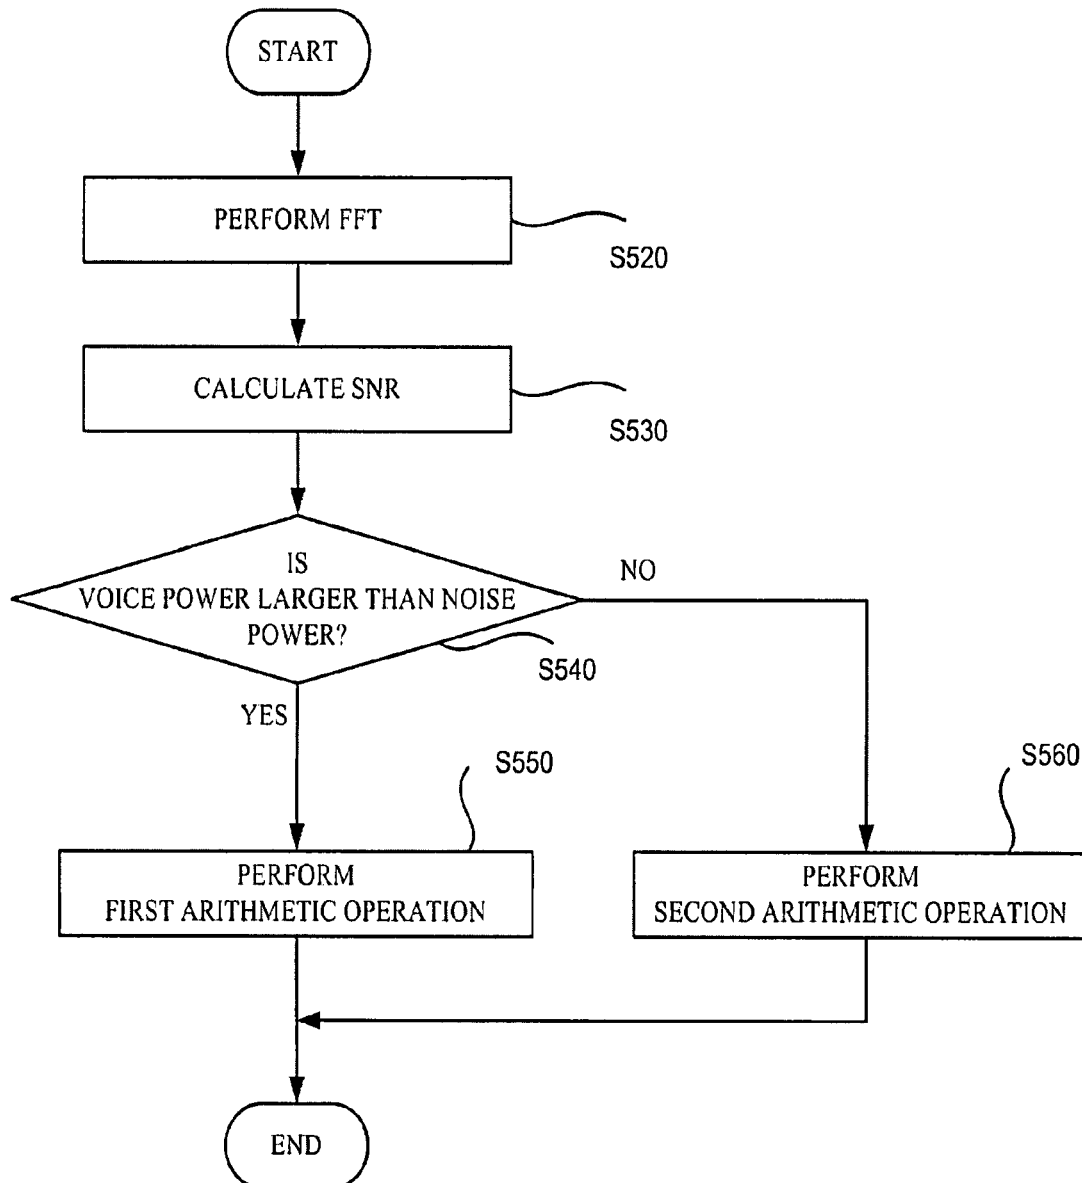 START
PERFORM FFT
S520
CALCULATE SNR
S530
IS
VOICE POWER LARGER THAN NOISE
POWER?
NO
S540
YES
S550
S560
PERFORM
FIRST ARITHMETIC OPERATION
PERFORM
SECOND ARITHMETIC OPERATION
END